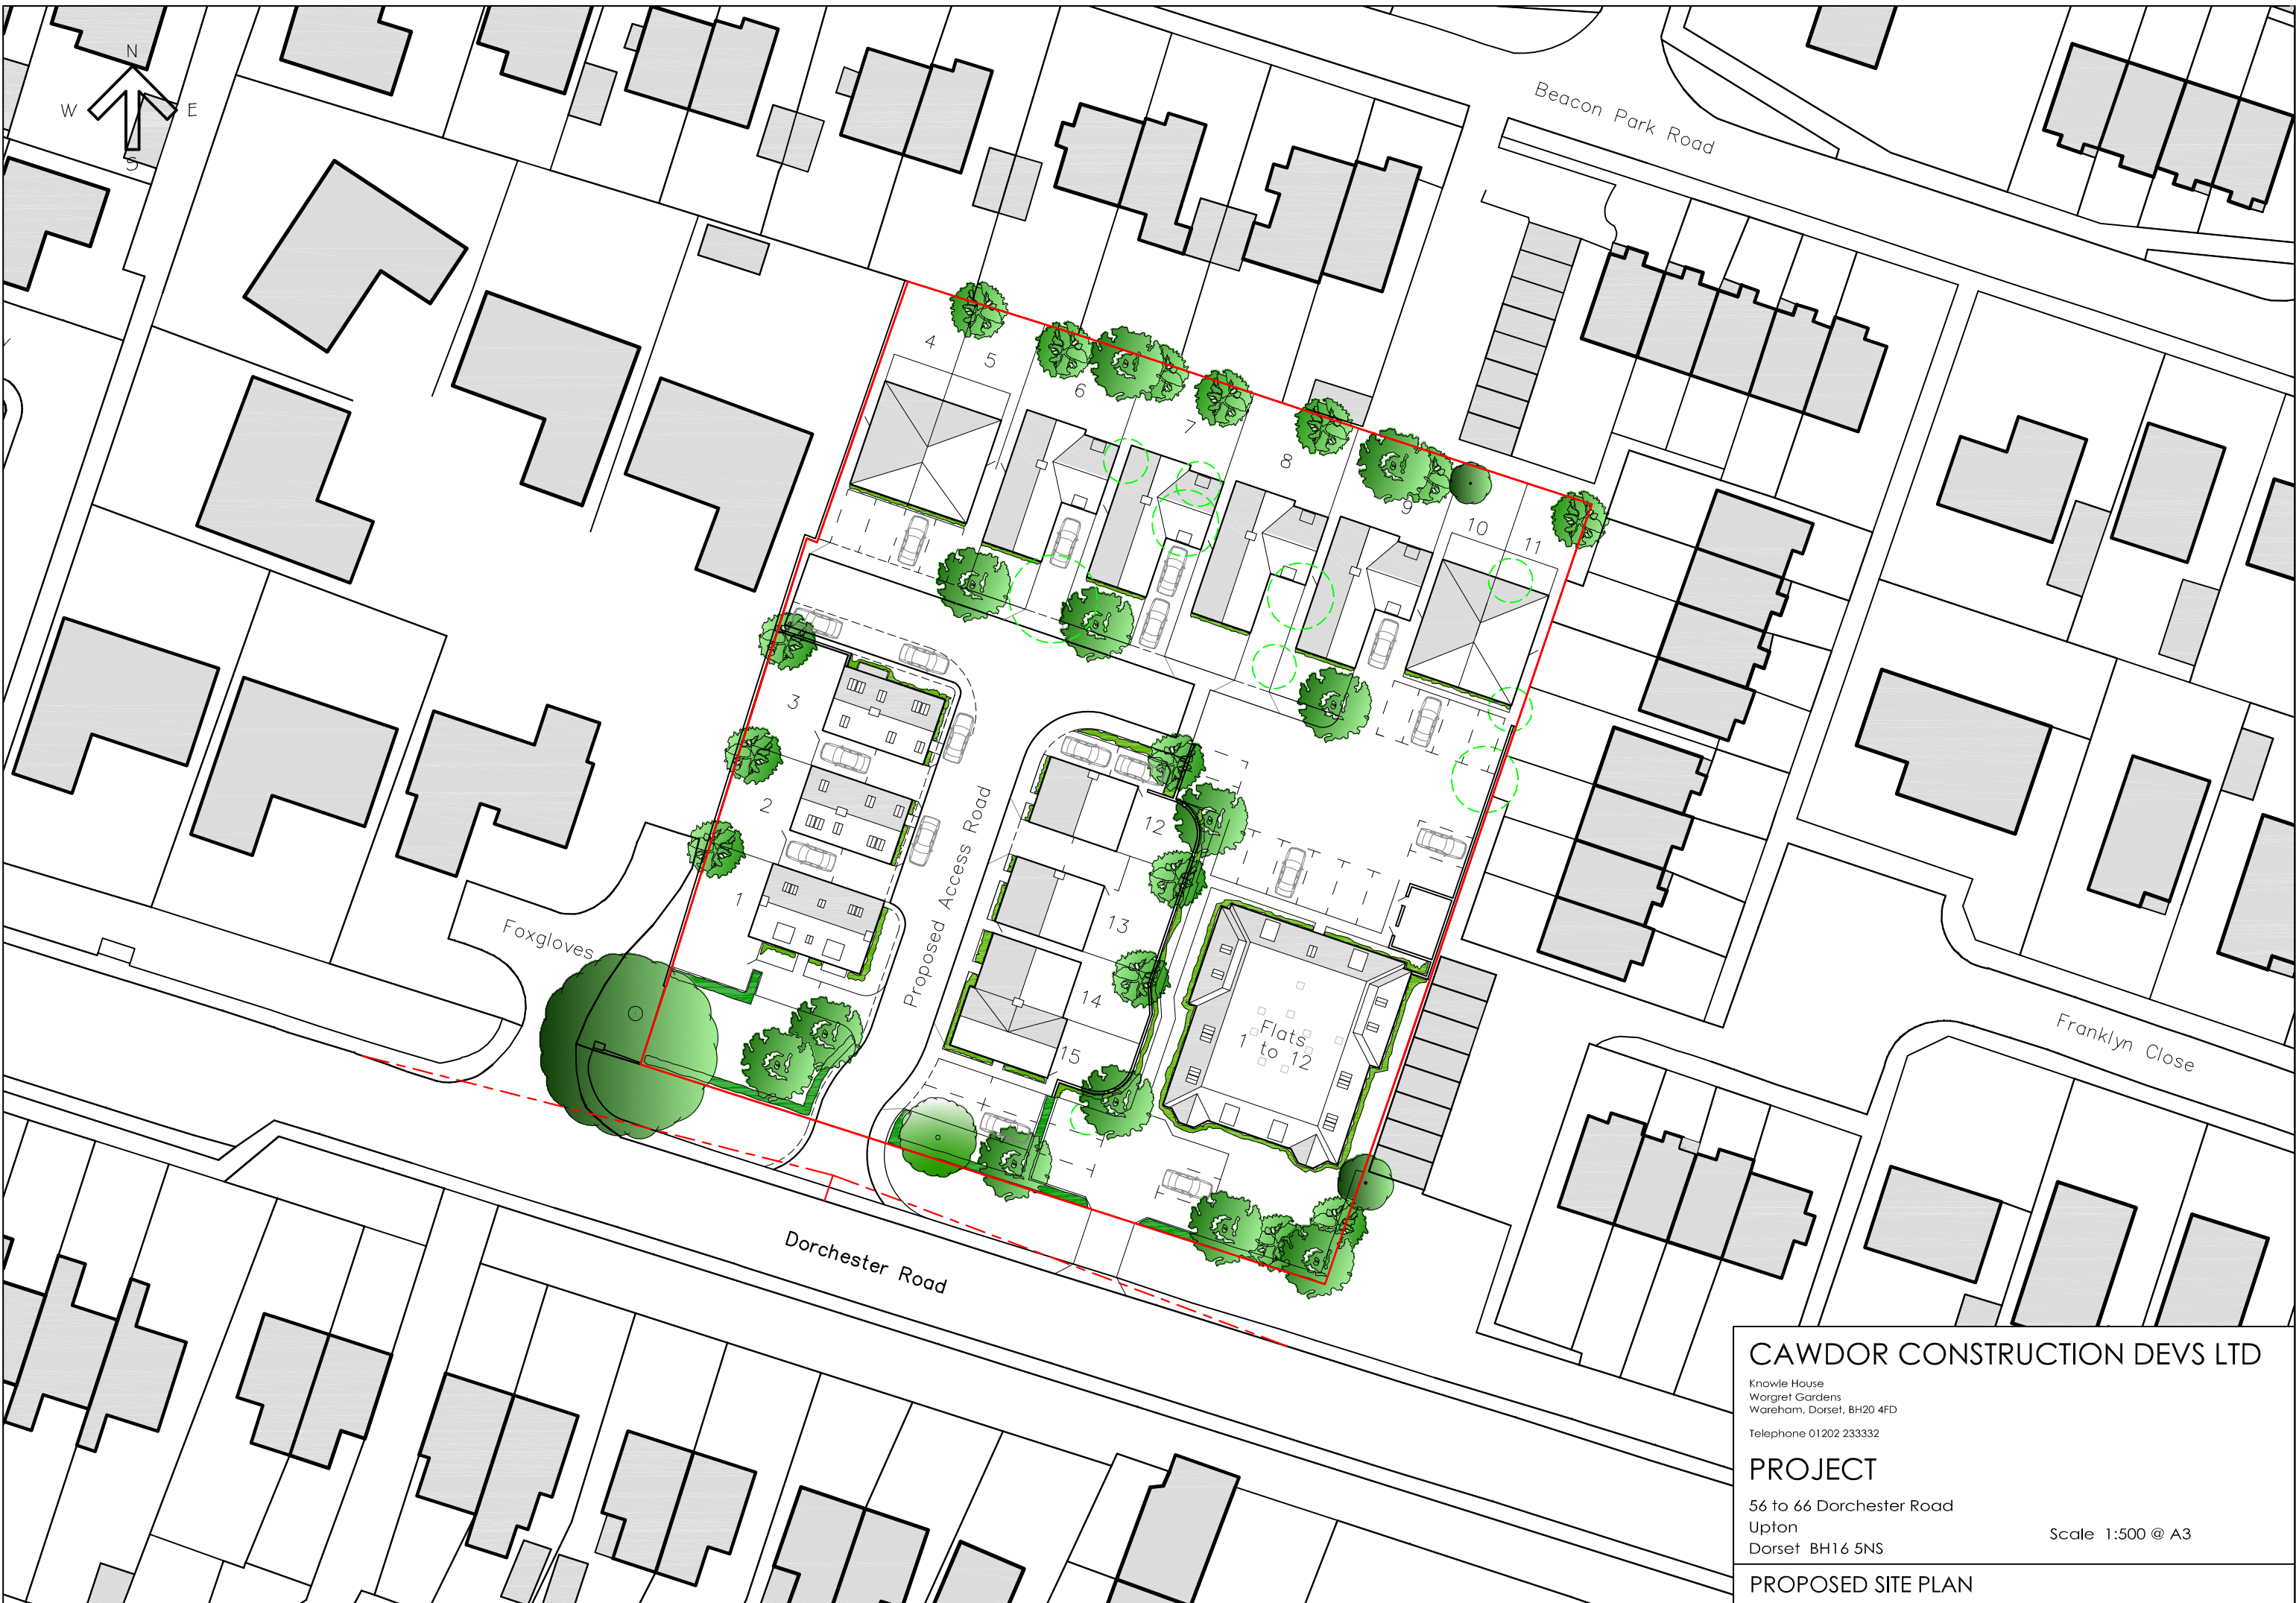 N
W
E
S
Beacon Park Road
4
5
6
7
8
9
10
11
3
2
1
12
13
14
15
Proposed Access Road
Foxgloves
Flats
1 to 12
Franklyn Close
Dorchester Road
CAWDOR CONSTRUCTION DEVS LTD
Knowle House
Worgret Gardens
Wareham, Dorset, BH20 4FD
Telephone 01202 233332
PROJECT
56 to 66 Dorchester Road
Upton
Dorset BH16 5NS
Scale 1:500 @ A3
PROPOSED SITE PLAN